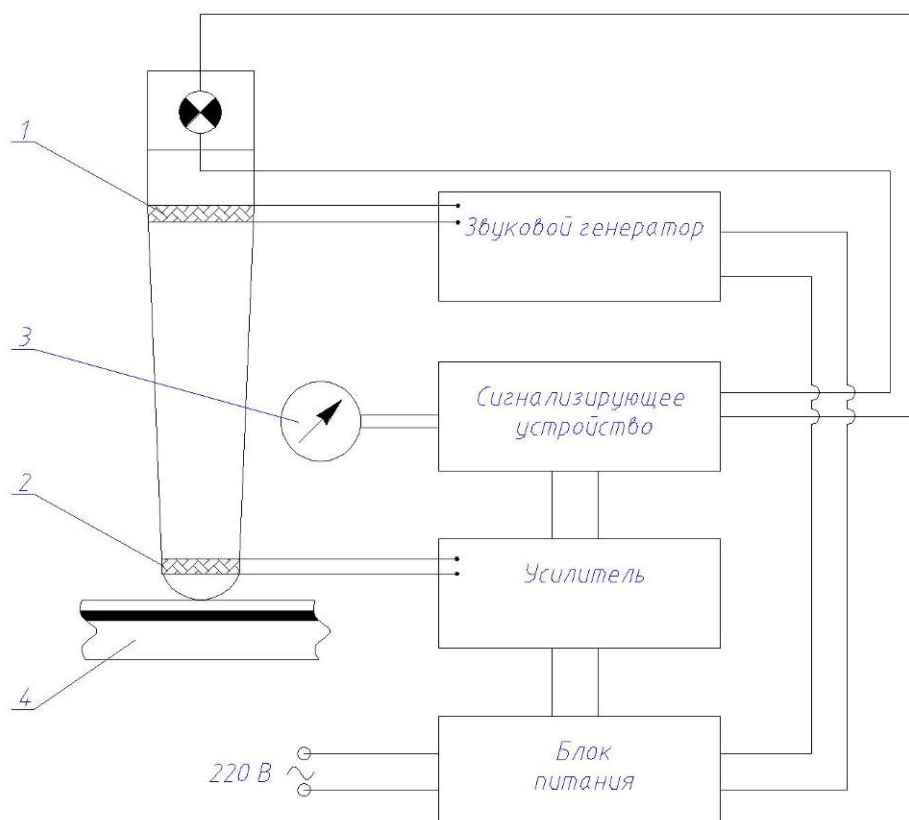 1
Звуковой генератор
3
Сигнализирующее
устройство
2
Усилитель
4
220 В
Блок
питания